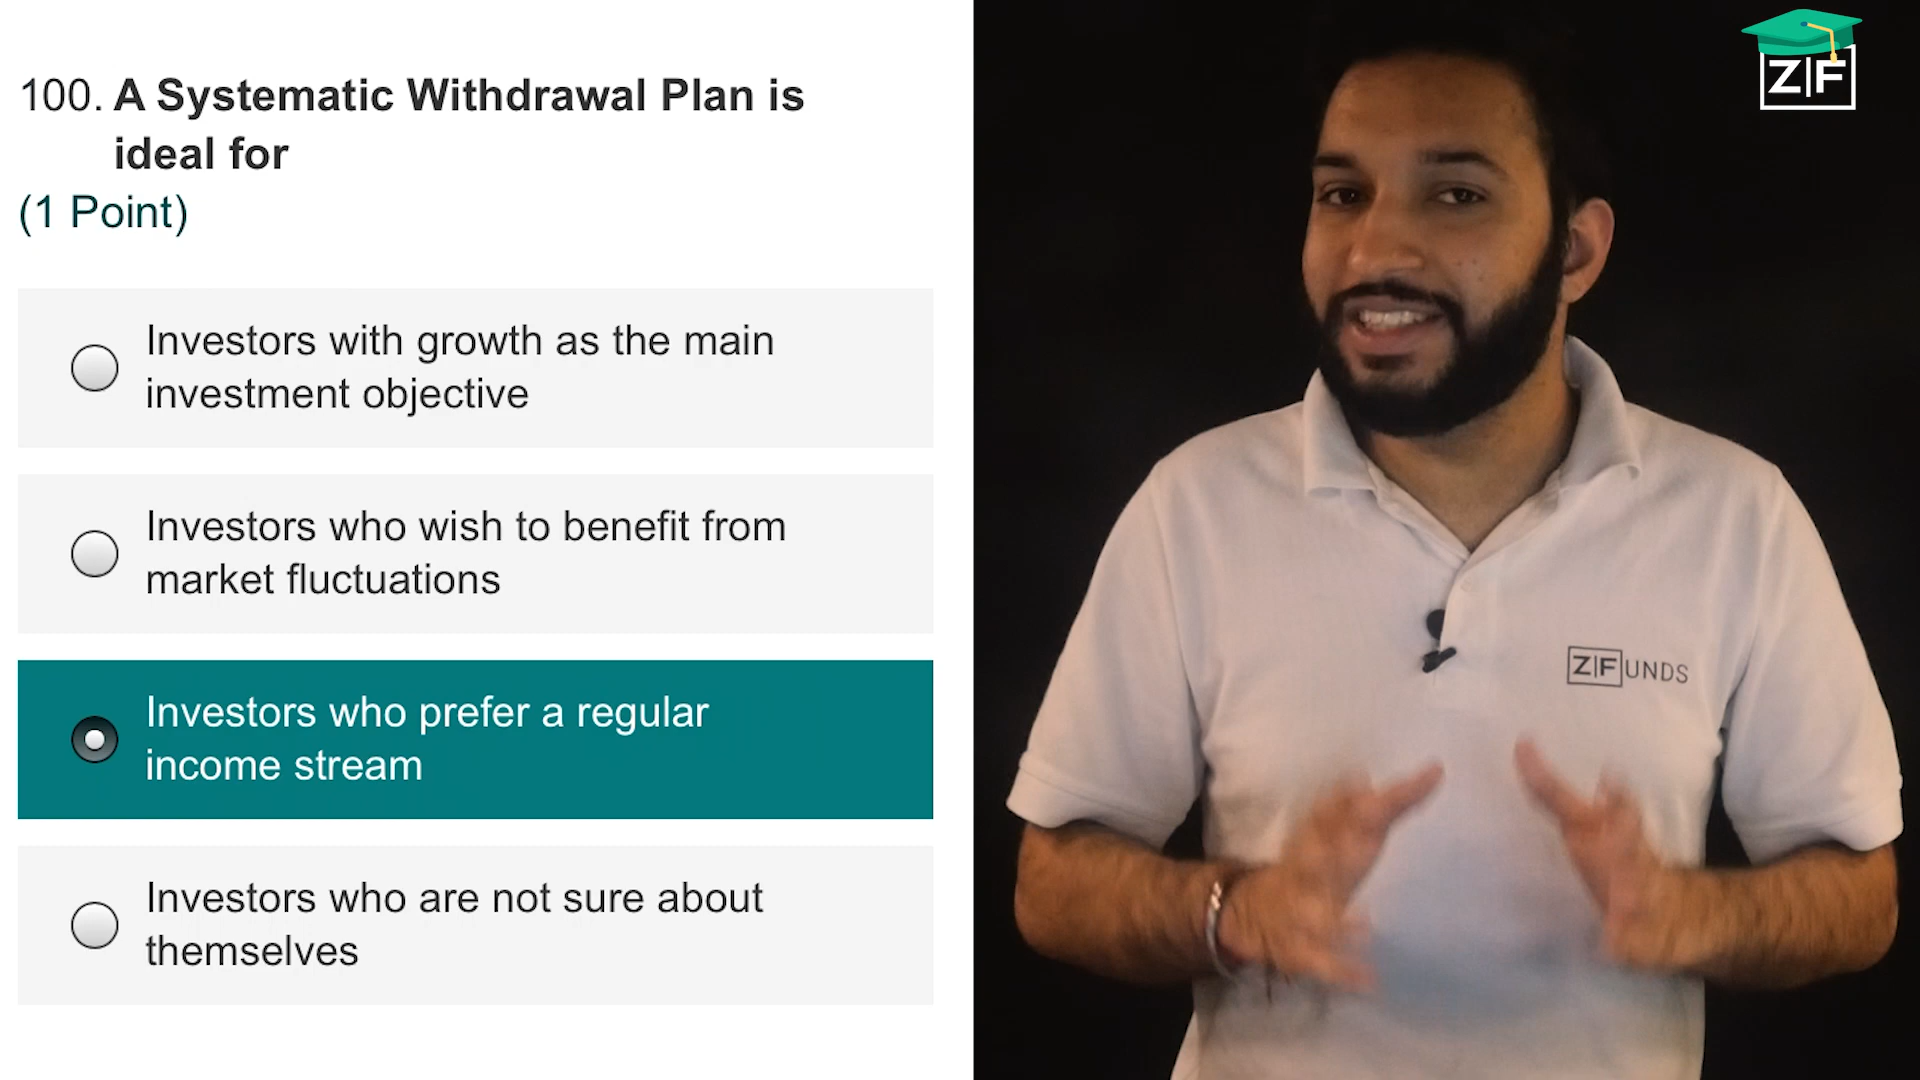 100. A Systematic Withdrawal Plan is
ideal for
(1 Point)
Investors with growth as the main
investment objective
Investors who wish to benefit from
market fluctuations
Investors who prefer a regular
income stream
Investors who are not sure about
themselves
Z|F
Z|FUNDS